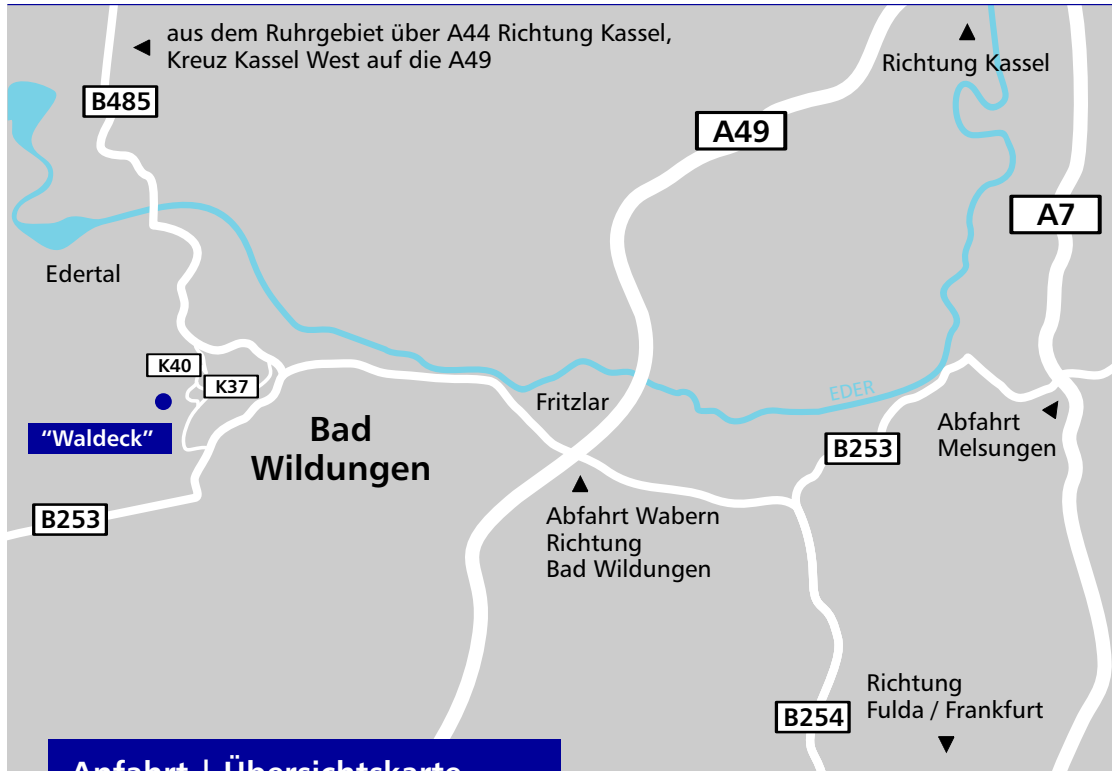 aus dem Ruhrgebiet über A44 Richtung Kassel,
Kreuz Kassel West auf die A49
Richtung Kassel
B485
A49
A7
Edertal
K40
K37
"Waldeck"
Bad
Wildungen
Fritzlar
EDER
Abfahrt
Melsungen
B253
B253
Abfahrt Wabern
Richtung
Bad Wildungen
Richtung
Fulda / Frankfurt
B254
Anfahrt | Übersichtskarte